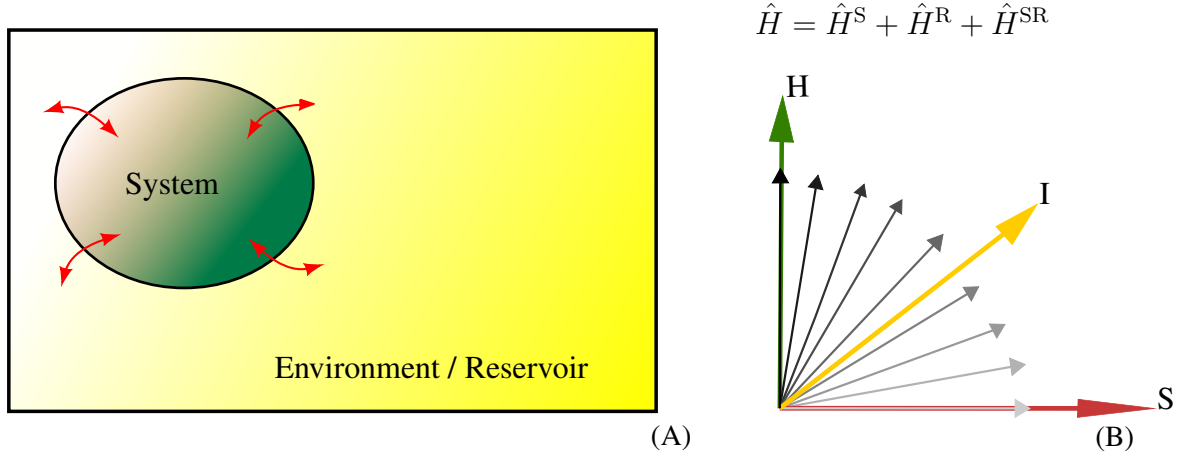 Ĥ = Ĥ^S + Ĥ^R + Ĥ^SR
System
Environment / Reservoir
(A)
H
I
S
(B)